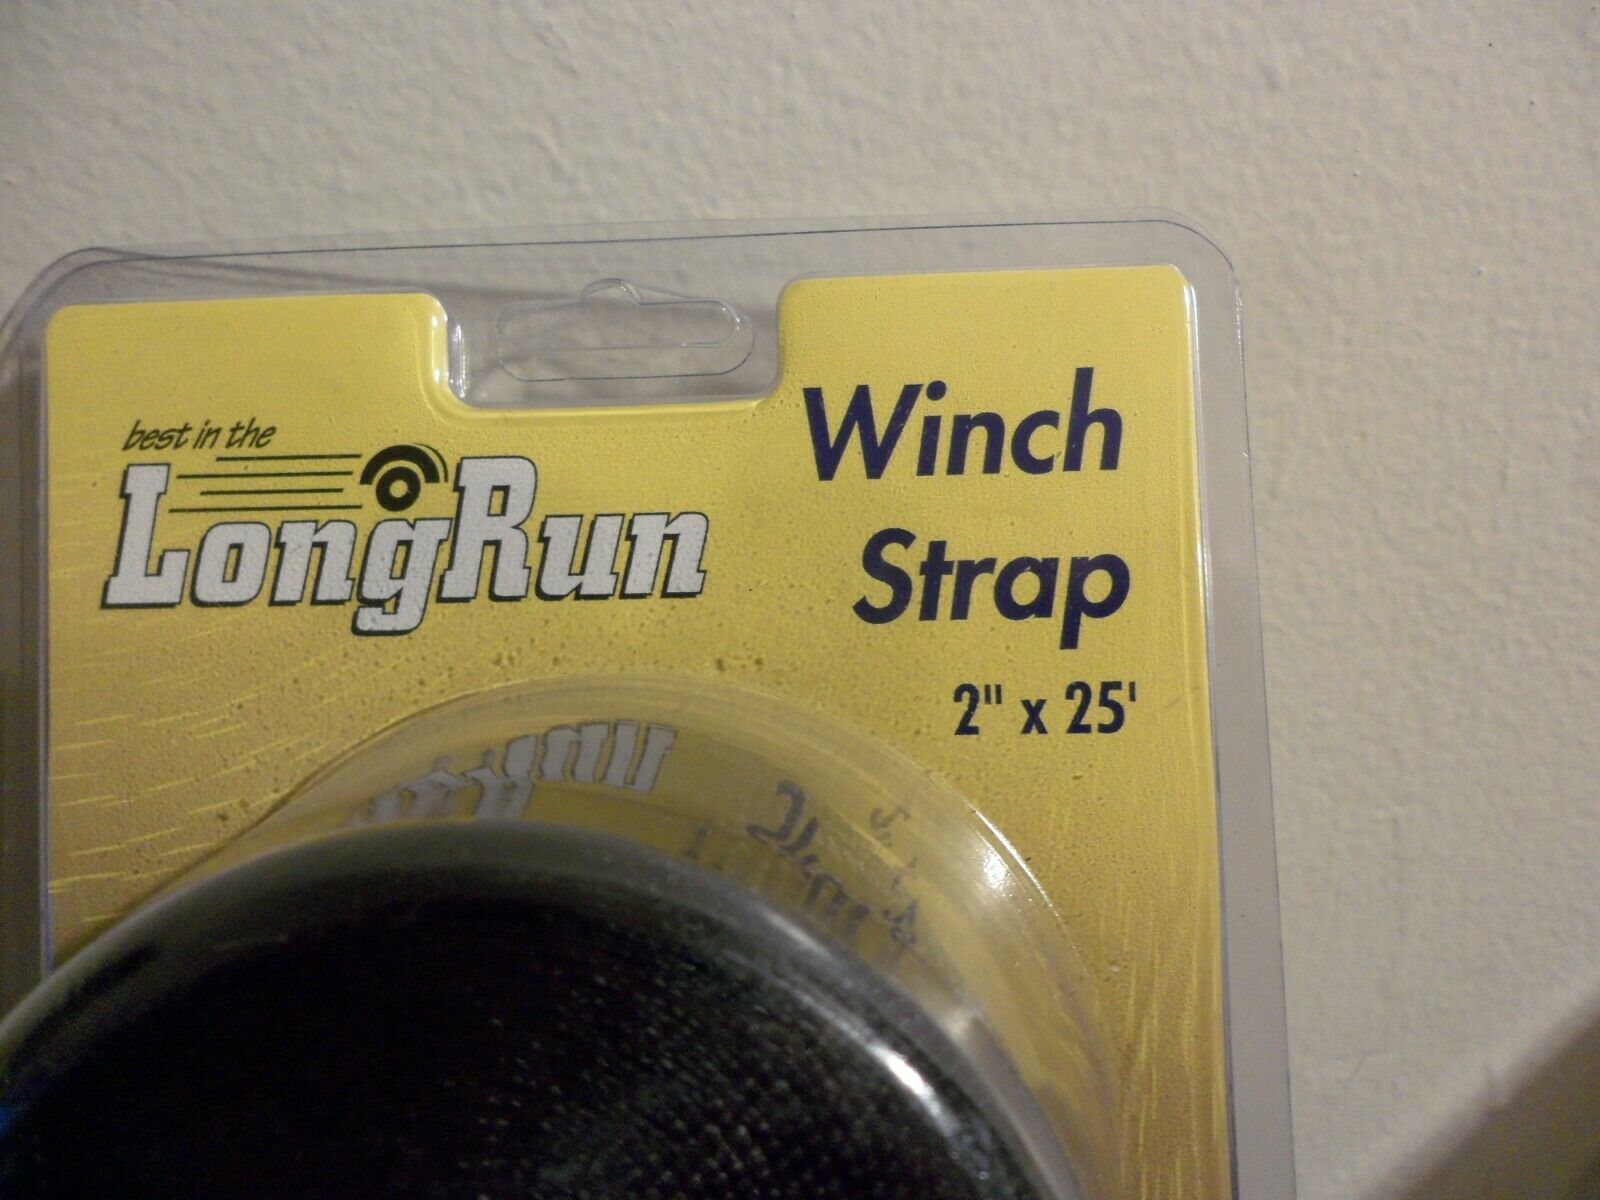 best in the
LongRun
Winch
Strap
2" x 25'